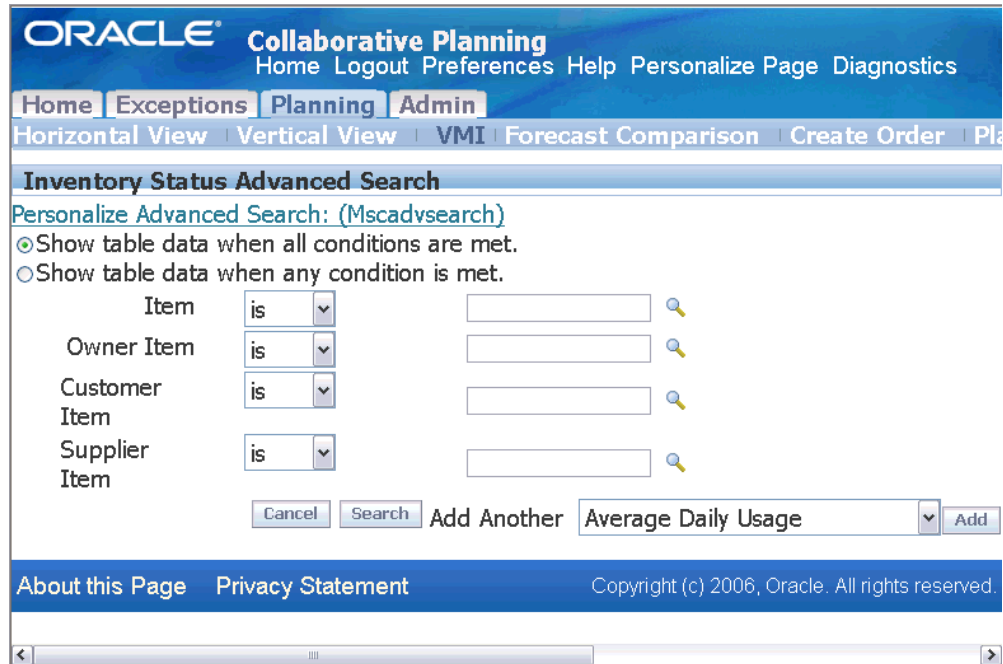 ORACLE Collaborative Planning
Home Logout Preferences Help Personalize Page Diagnostics
Home Exceptions Planning Admin
Horizontal View Vertical View VMI Forecast Comparison Create Order Pla
Inventory Status Advanced Search
Personalize Advanced Search: (Mscadvsearch)
Show table data when all conditions are met.
Show table data when any condition is met.
Item is
Owner Item is
Customer is
Item
Supplier is
Item
Cancel Search Add Another Average Daily Usage Add
About this Page Privacy Statement Copyright (c) 2006, Oracle. All rights reserved.